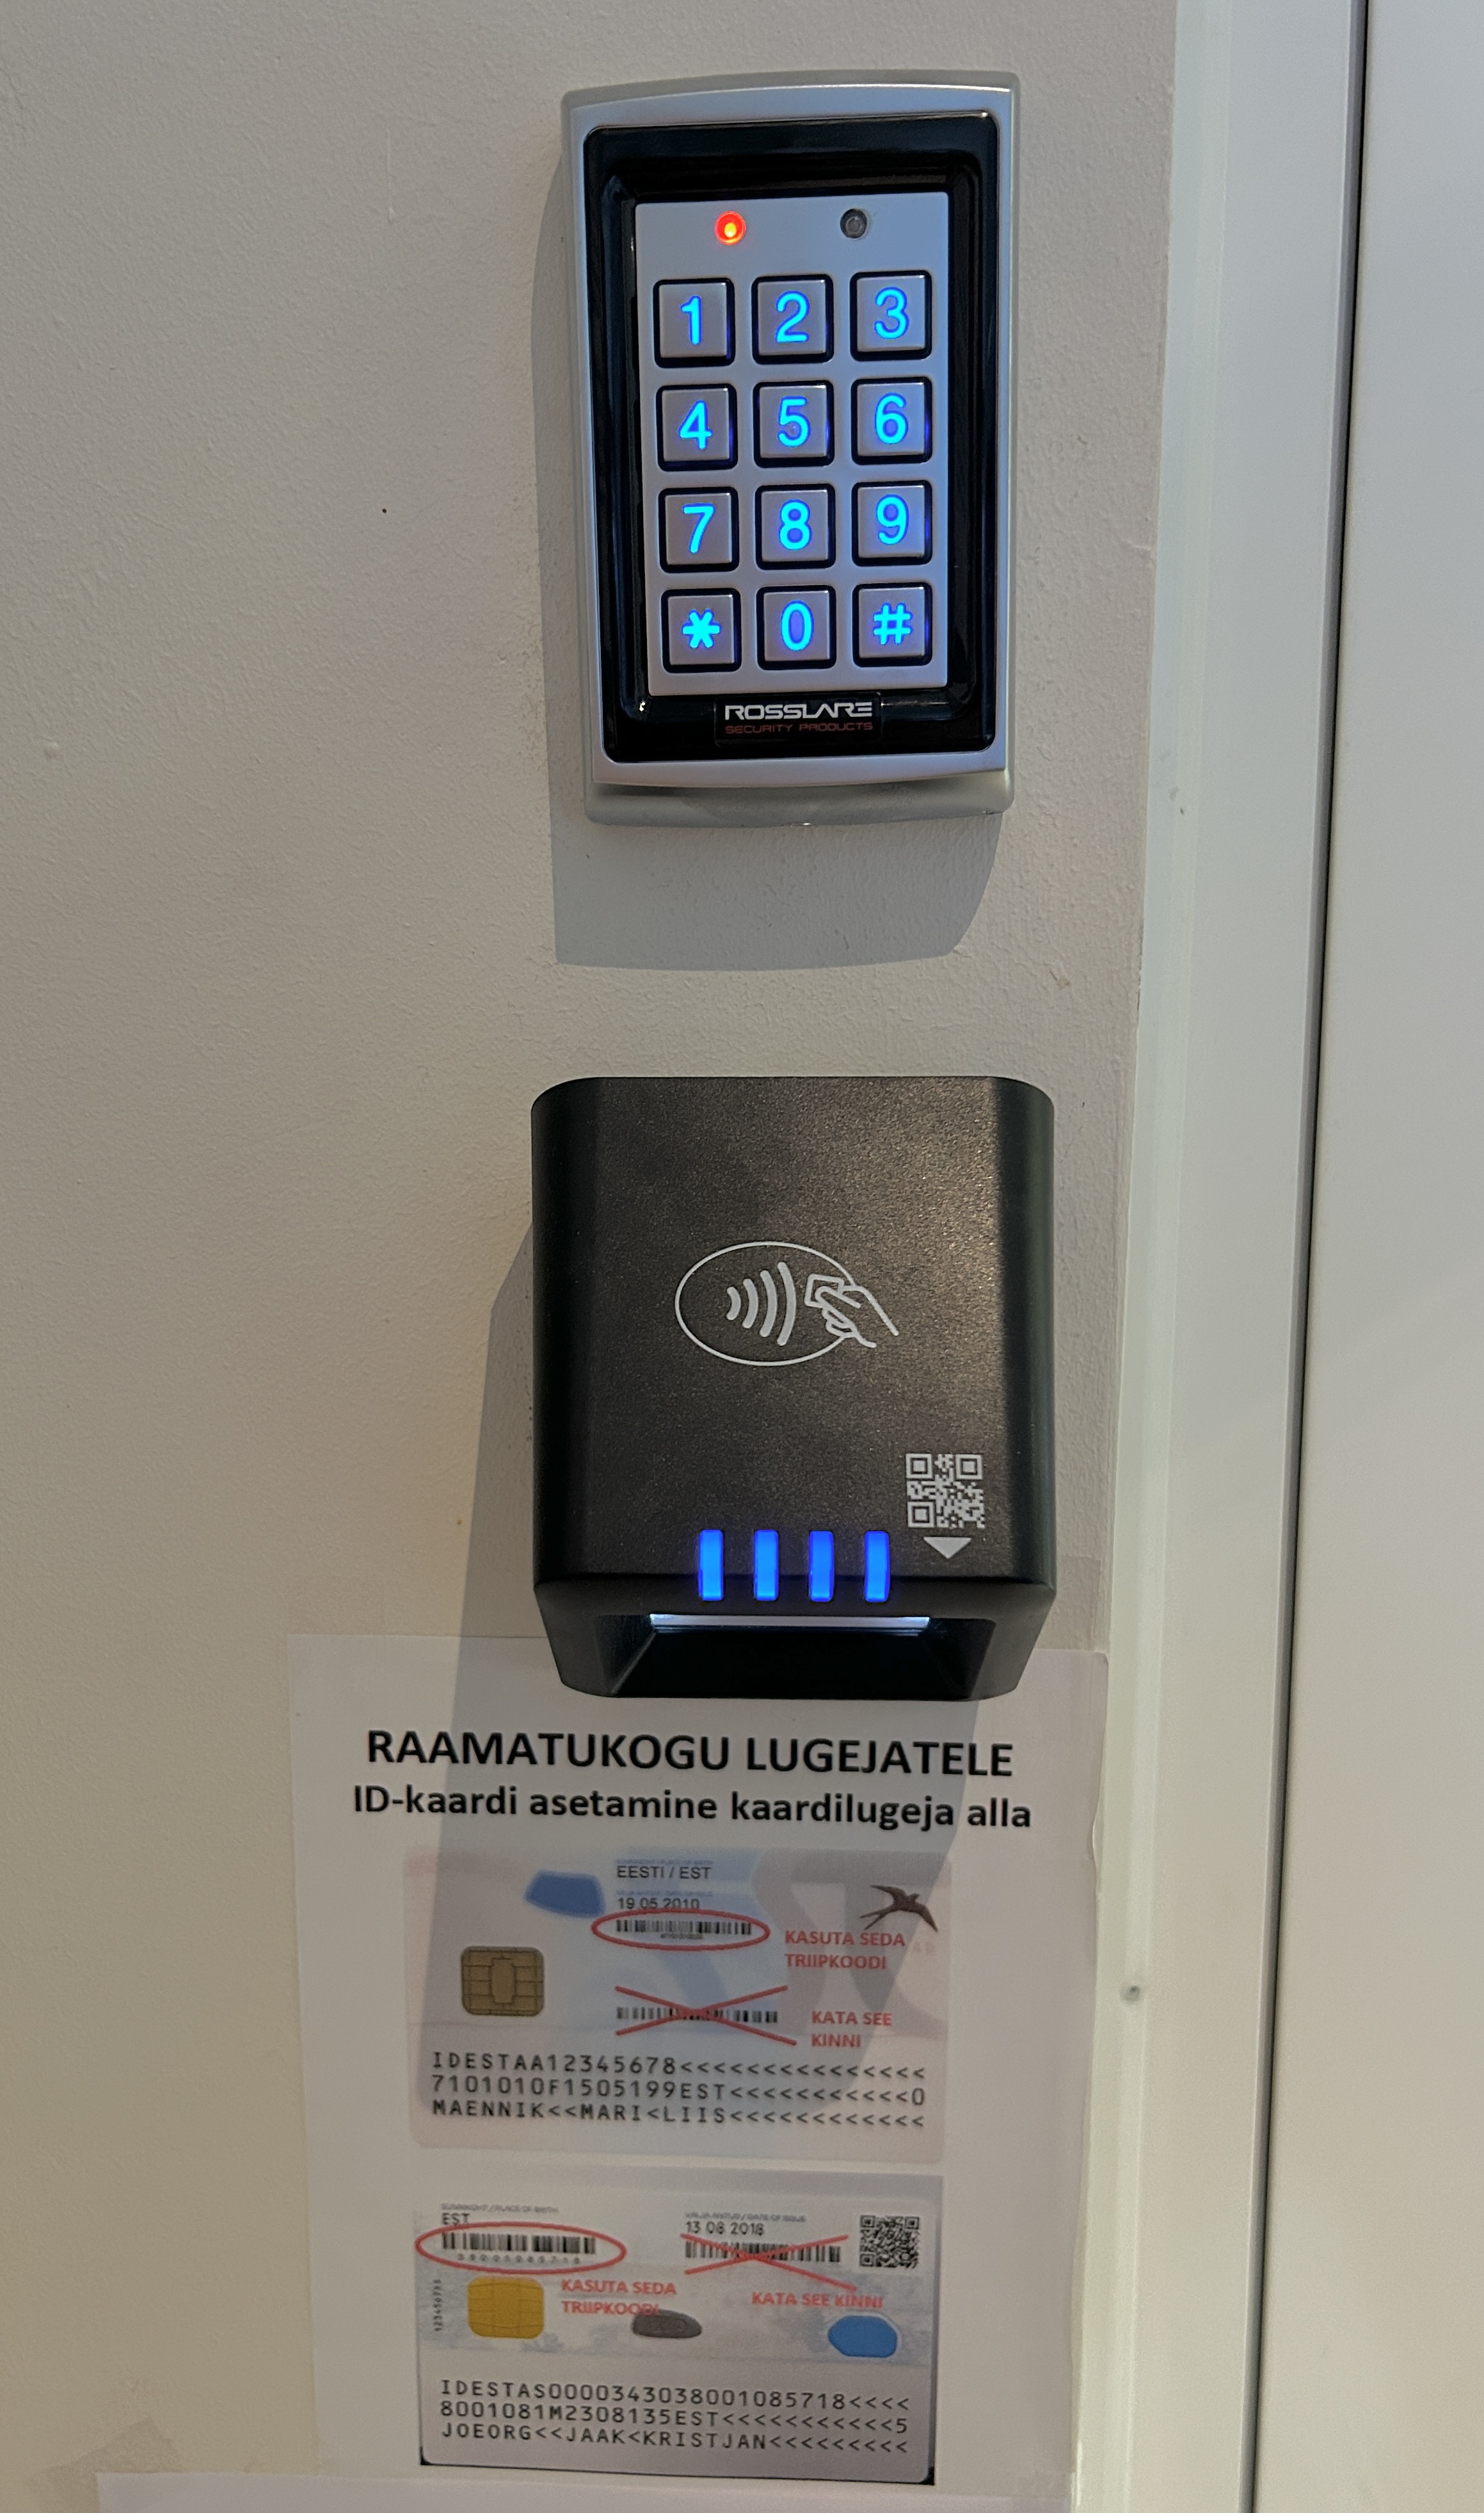 1 2 3
4 5 6
7 8 9
* 0 #
ROSSLARE
SECURITY PRODUCTS
RAAMATUKOGU LUGEJATELE
ID-kaardi asetamine kaardilugeja alla
EESTI / EST
19 05 2010
KASUTA SEDA
TRIIPKOODI
KATA SEE
KINNI
IDESTAA12345678<<<<<<<<<<<<<<<
7101010F1505199EST<<<<<<<<<<<0
MAENNIK<<MARI<LIIS<<<<<<<<<<<<
EST
13 08 2018
KASUTA SEDA
TRIIPKOODI
KATA SEE KINNI
IDESTAS0000343038001085718<<<<
8001081M2308135EST<<<<<<<<<<<5
JOEORG<<JAAK<KRISTJAN<<<<<<<<<